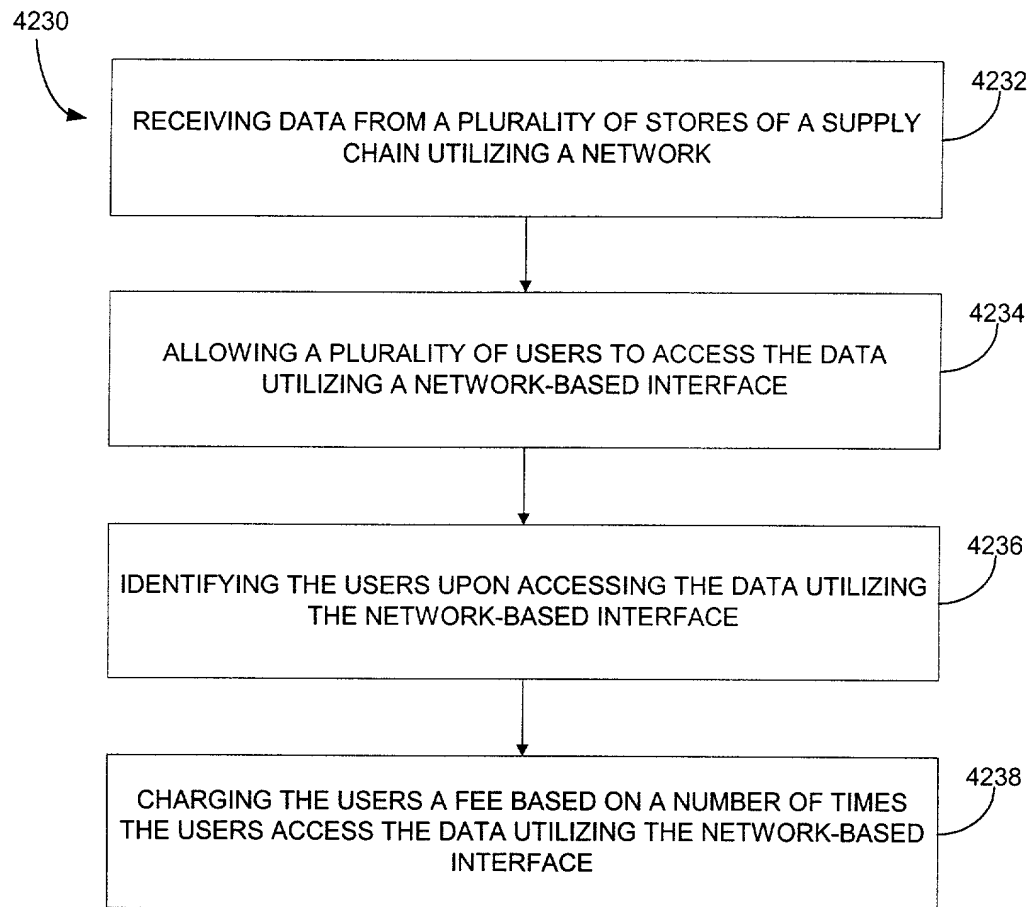 4230
4232
RECEIVING DATA FROM A PLURALITY OF STORES OF A SUPPLY
CHAIN UTILIZING A NETWORK
4234
ALLOWING A PLURALITY OF USERS TO ACCESS THE DATA
UTILIZING A NETWORK-BASED INTERFACE
4236
IDENTIFYING THE USERS UPON ACCESSING THE DATA UTILIZING
THE NETWORK-BASED INTERFACE
4238
CHARGING THE USERS A FEE BASED ON A NUMBER OF TIMES
THE USERS ACCESS THE DATA UTILIZING THE NETWORK-BASED
INTERFACE